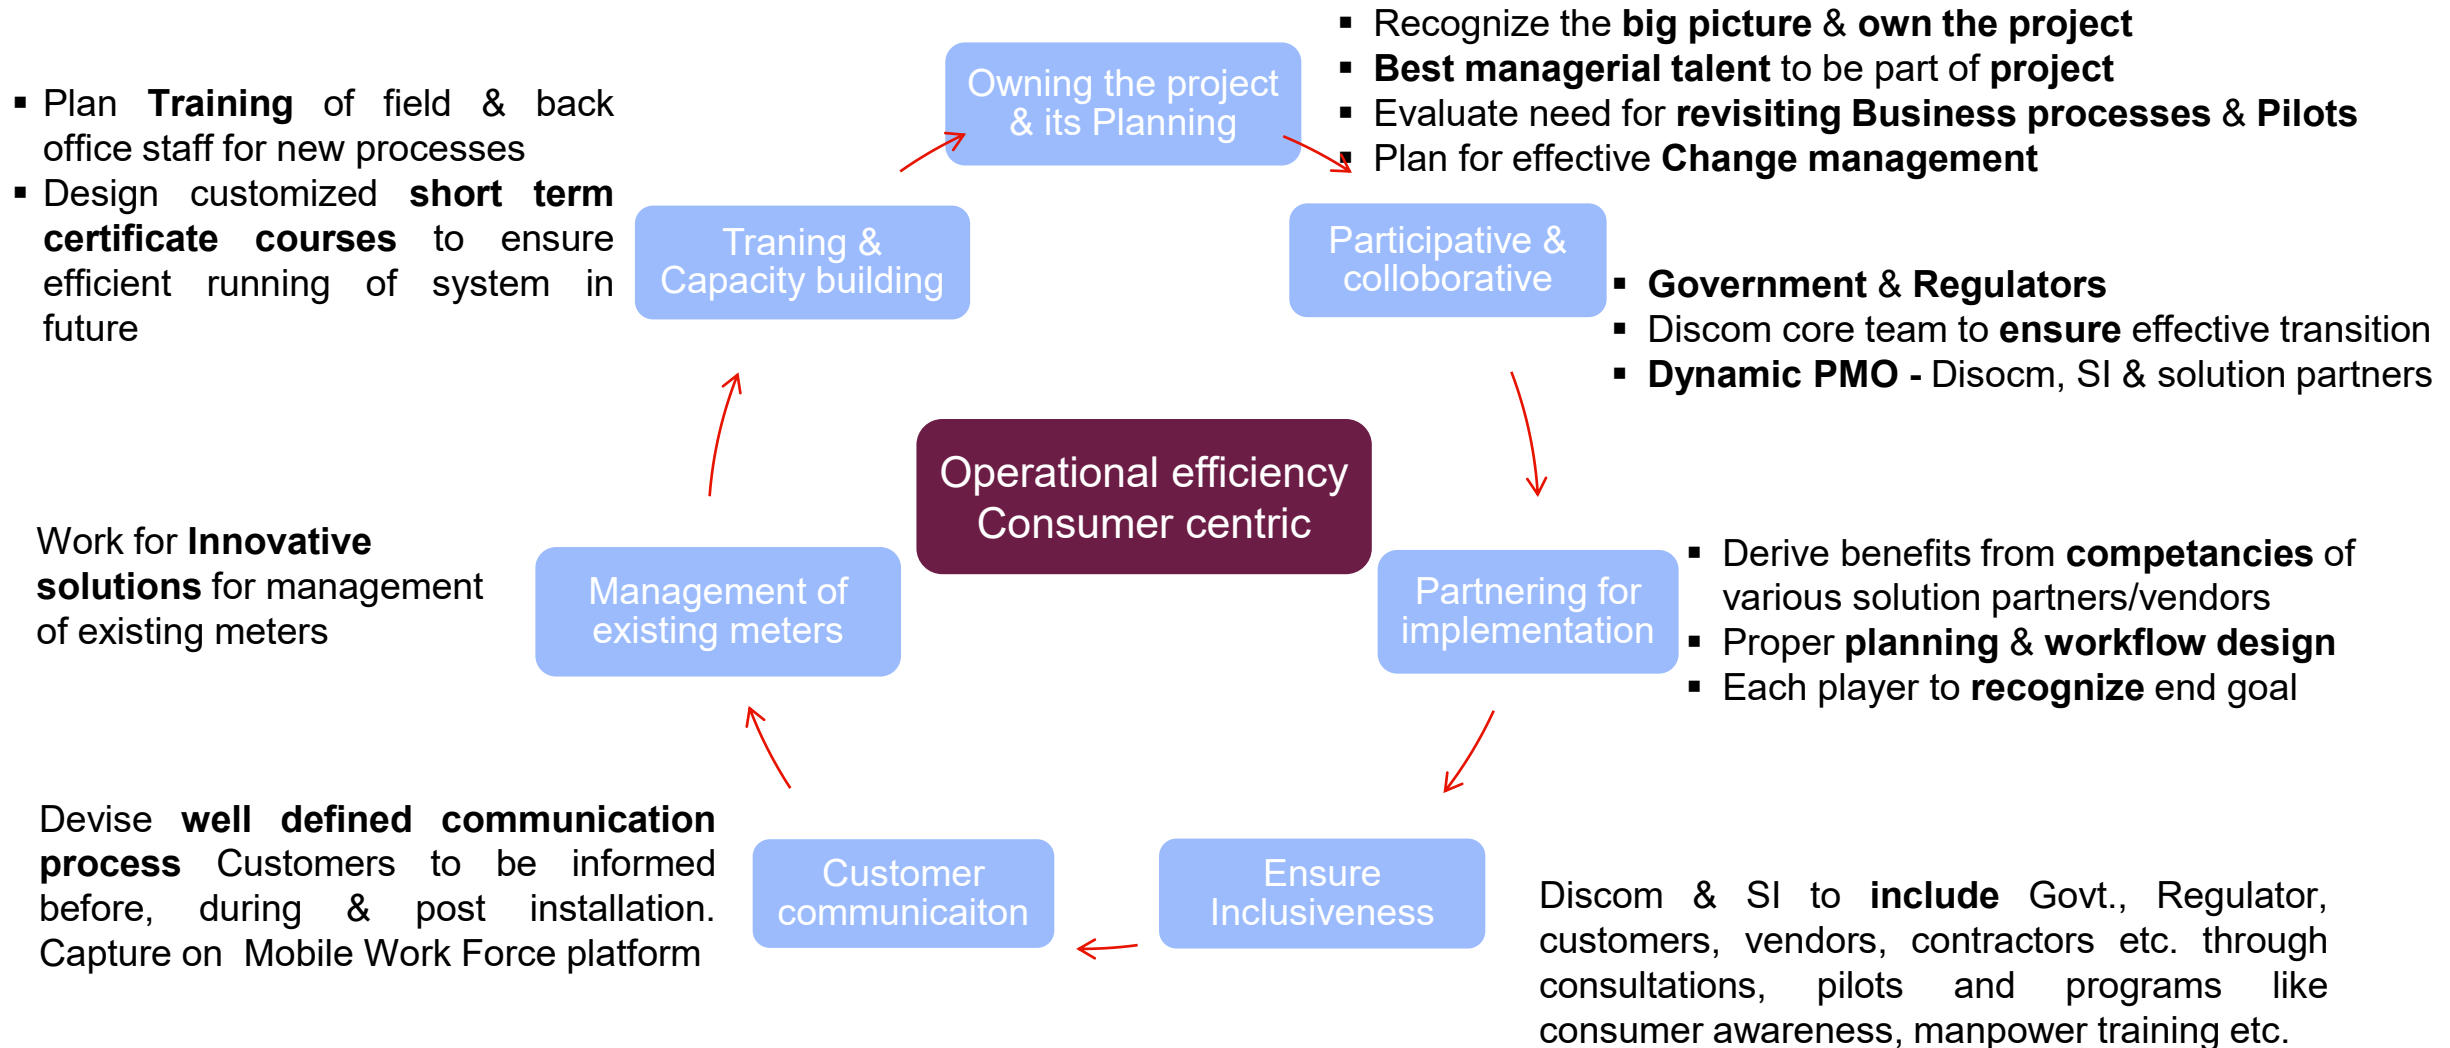 Owning the project
& its Planning
▪ Recognize the big picture & own the project
▪ Best managerial talent to be part of project
▪ Evaluate need for revisiting Business processes & Pilots
▪ Plan for effective Change management
Participative &
colloborative
▪ Government & Regulators
▪ Discom core team to ensure effective transition
▪ Dynamic PMO - Disocm, SI & solution partners
Partnering for
implementation
▪ Derive benefits from competancies of
various solution partners/vendors
▪ Proper planning & workflow design
▪ Each player to recognize end goal
Ensure
Inclusiveness
Discom & SI to include Govt., Regulator,
customers, vendors, contractors etc. through
consultations, pilots and programs like
consumer awareness, manpower training etc.
Customer
communicaiton
Devise well defined communication
process Customers to be informed
before, during & post installation.
Capture on Mobile Work Force platform
Management of
existing meters
Work for Innovative
solutions for management
of existing meters
Traning &
Capacity building
▪ Plan Training of field & back
office staff for new processes
▪ Design customized short term
certificate courses to ensure
efficient running of system in
future
Operational efficiency
Consumer centric